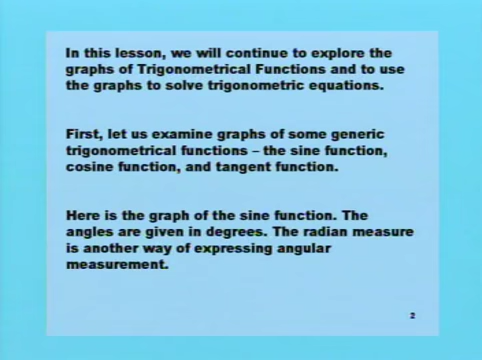 In this lesson, we will continue to explore the
graphs of Trigonometrical Functions and to use
the graphs to solve trigonometric equations.
First, let us examine graphs of some generic
trigonometrical functions – the sine function,
cosine function, and tangent function.
Here is the graph of the sine function. The
angles are given in degrees. The radian measure
is another way of expressing angular
measurement.
2